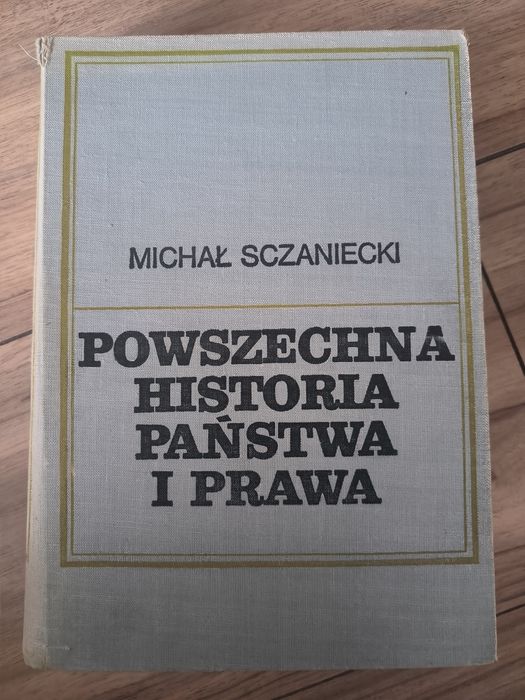 MICHAŁ SCZANIECKI
POWSZECHNA
HISTORIA
PAŃSTWA
I PRAWA